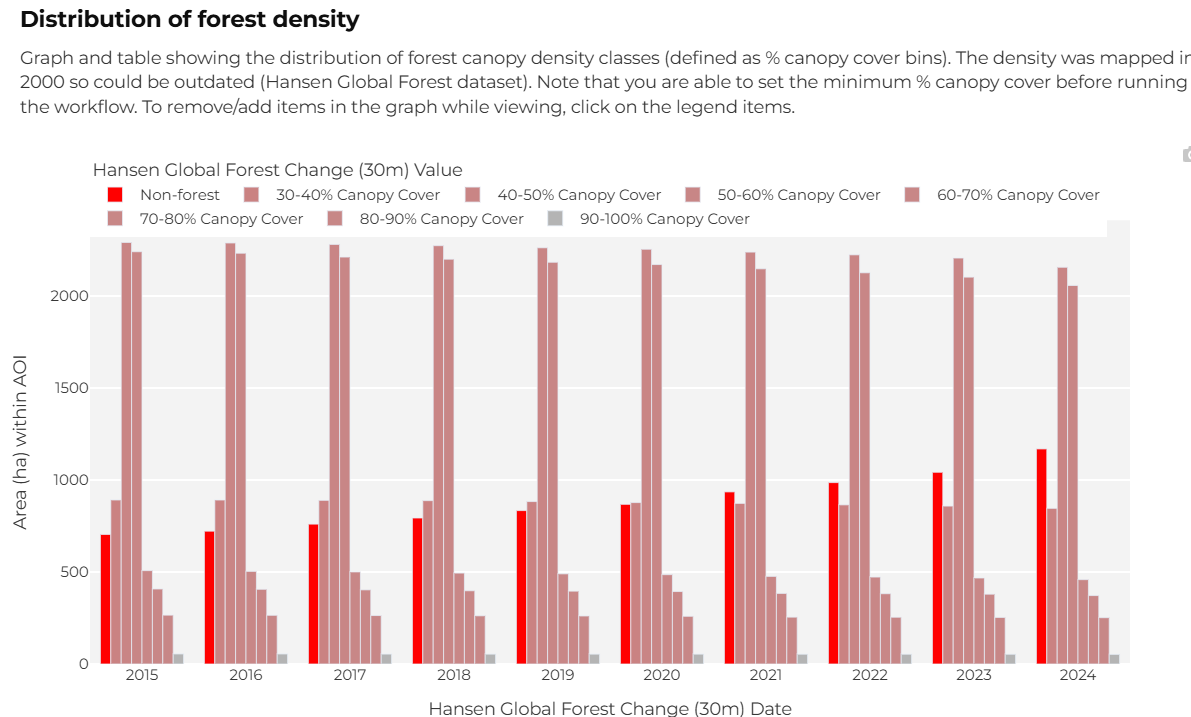 Distribution of forest density
Graph and table showing the distribution of forest canopy density classes (defined as % canopy cover bins). The density was mapped in
2000 so could be outdated (Hansen Global Forest dataset). Note that you are able to set the minimum % canopy cover before running
the workflow. To remove/add items in the graph while viewing, click on the legend items.
Hansen Global Forest Change (30m) Value
Non-forest 30-40% Canopy Cover 40-50% Canopy Cover 50-60% Canopy Cover 60-70% Canopy Cover
70-80% Canopy Cover 80-90% Canopy Cover 90-100% Canopy Cover
Area (ha) within AOI
2000
1500
1000
500
0
2015 2016 2017 2018 2019 2020 2021 2022 2023 2024
Hansen Global Forest Change (30m) Date